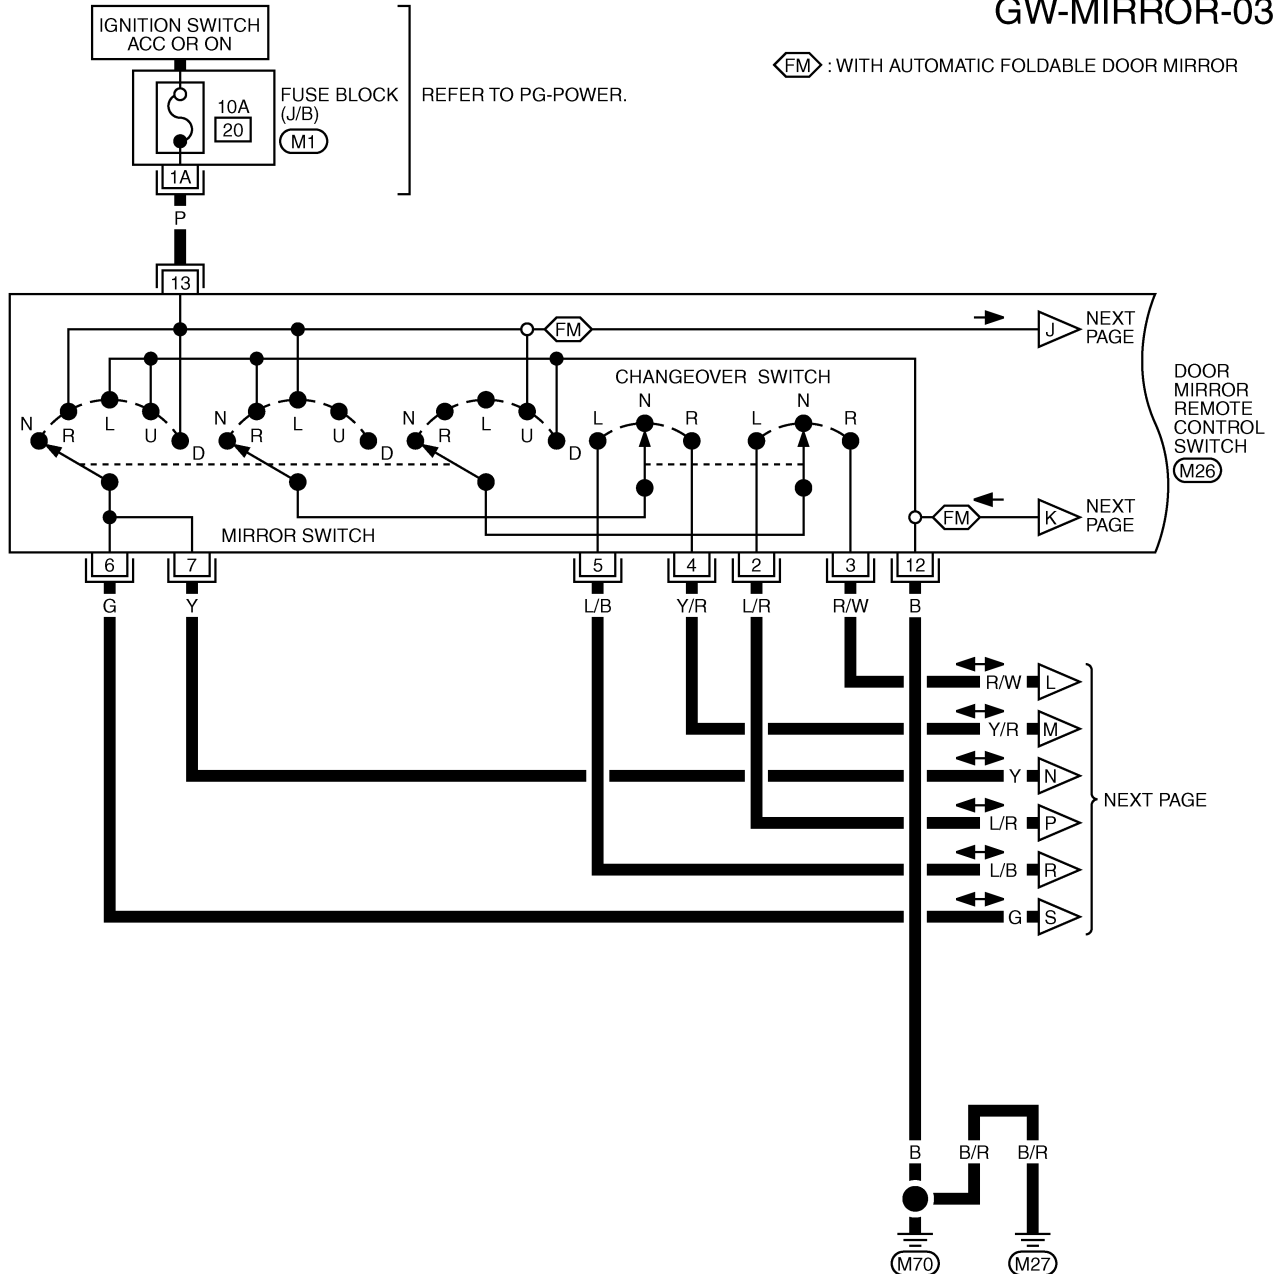 GW-MIRROR-03
IGNITION SWITCH
ACC OR ON
FM : WITH AUTOMATIC FOLDABLE DOOR MIRROR
10A
20
FUSE BLOCK
(J/B)
M1
REFER TO PG-POWER.
1A
P
13
FM
J
NEXT
PAGE
CHANGEOVER SWITCH
DOOR
MIRROR
REMOTE
CONTROL
SWITCH
M26
N R L U D
N R L U D
N R L U D
L N R
L N R
FM
K
NEXT
PAGE
MIRROR SWITCH
6 7 5 4 2 3 12
G Y L/B Y/R L/R R/W B
R/W L
Y/R M
Y N
L/R P
L/B R
G S
NEXT PAGE
B B/R B/R
M70 M27